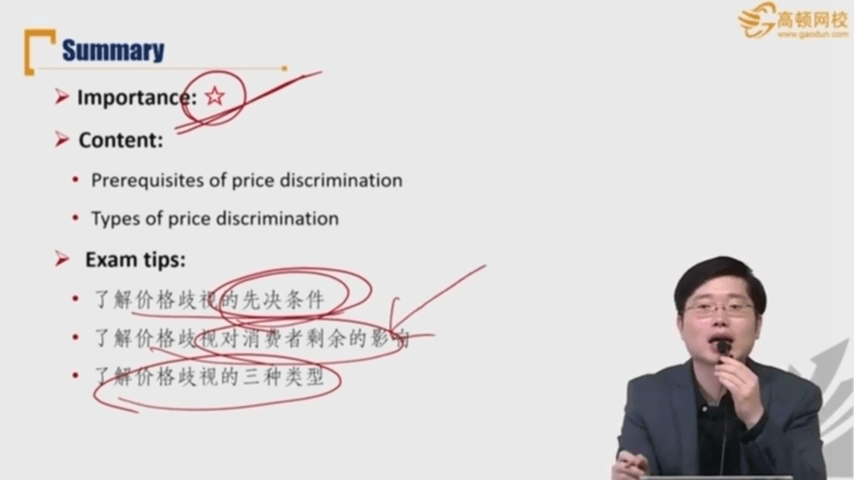 高顿网校
www.gaodun.com
Summary
Importance: ☆
Content:
Prerequisites of price discrimination
Types of price discrimination
Exam tips:
了解价格歧视的先决条件
了解价格歧视对消费者剩余的影响
了解价格歧视的三种类型